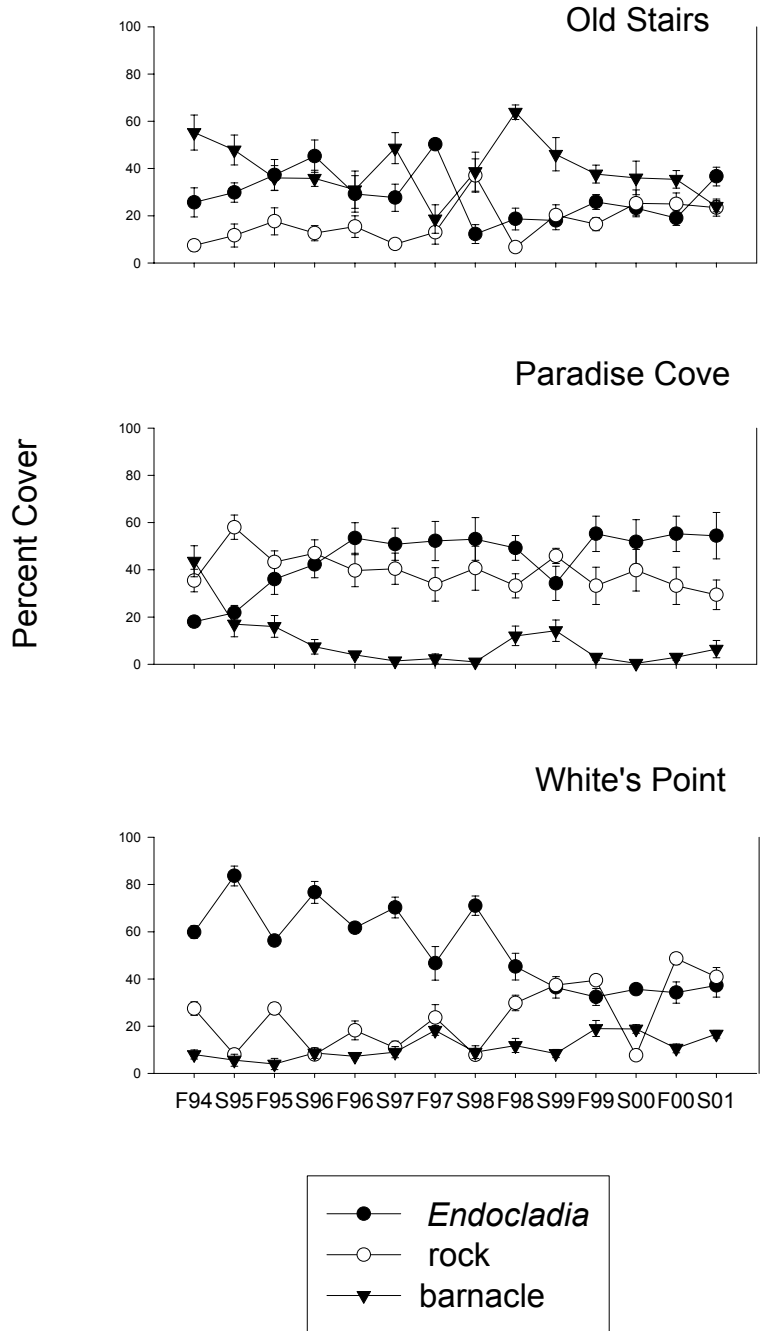 Old Stairs
100
80
60
40
20
0
Paradise Cove
100
80
60
40
20
0
Percent Cover
White's Point
100
80
60
40
20
0
F94 S95 F95 S96 F96 S97 F97 S98 F98 S99 F99 S00 F00 S01
Endocladia
rock
barnacle